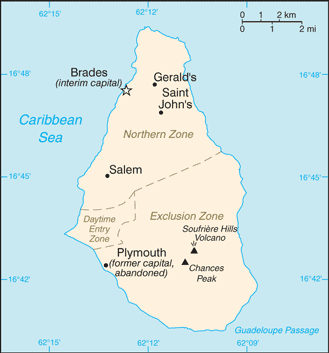 62°15'
62°12'
0 1 2 km
0 1 2 mi
16°48'
16°48'
Brades
(interim capital)
Gerald's
Saint
John's
Caribbean
Sea
Northern Zone
Salem
16°45'
16°45'
Daytime
Entry
Zone
Exclusion Zone
Soufrière Hills
Volcano
Plymouth
(former capital,
abandoned)
Chances
Peak
16°42'
16°42'
Guadeloupe Passage
62°15'
62°12'
62°09'